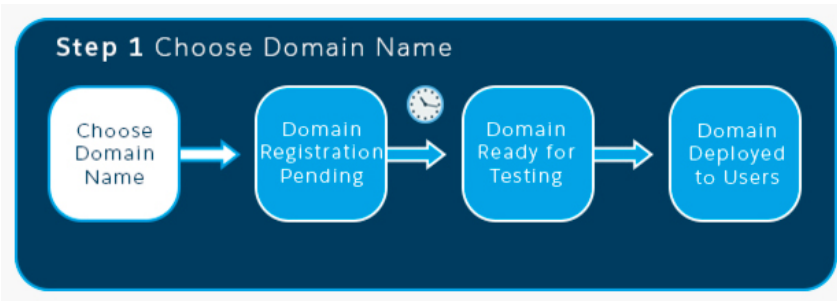 Step 1 Choose Domain Name
Choose
Domain
Name
Domain
Registration
Pending
Domain
Ready for
Testing
Domain
Deployed
to Users